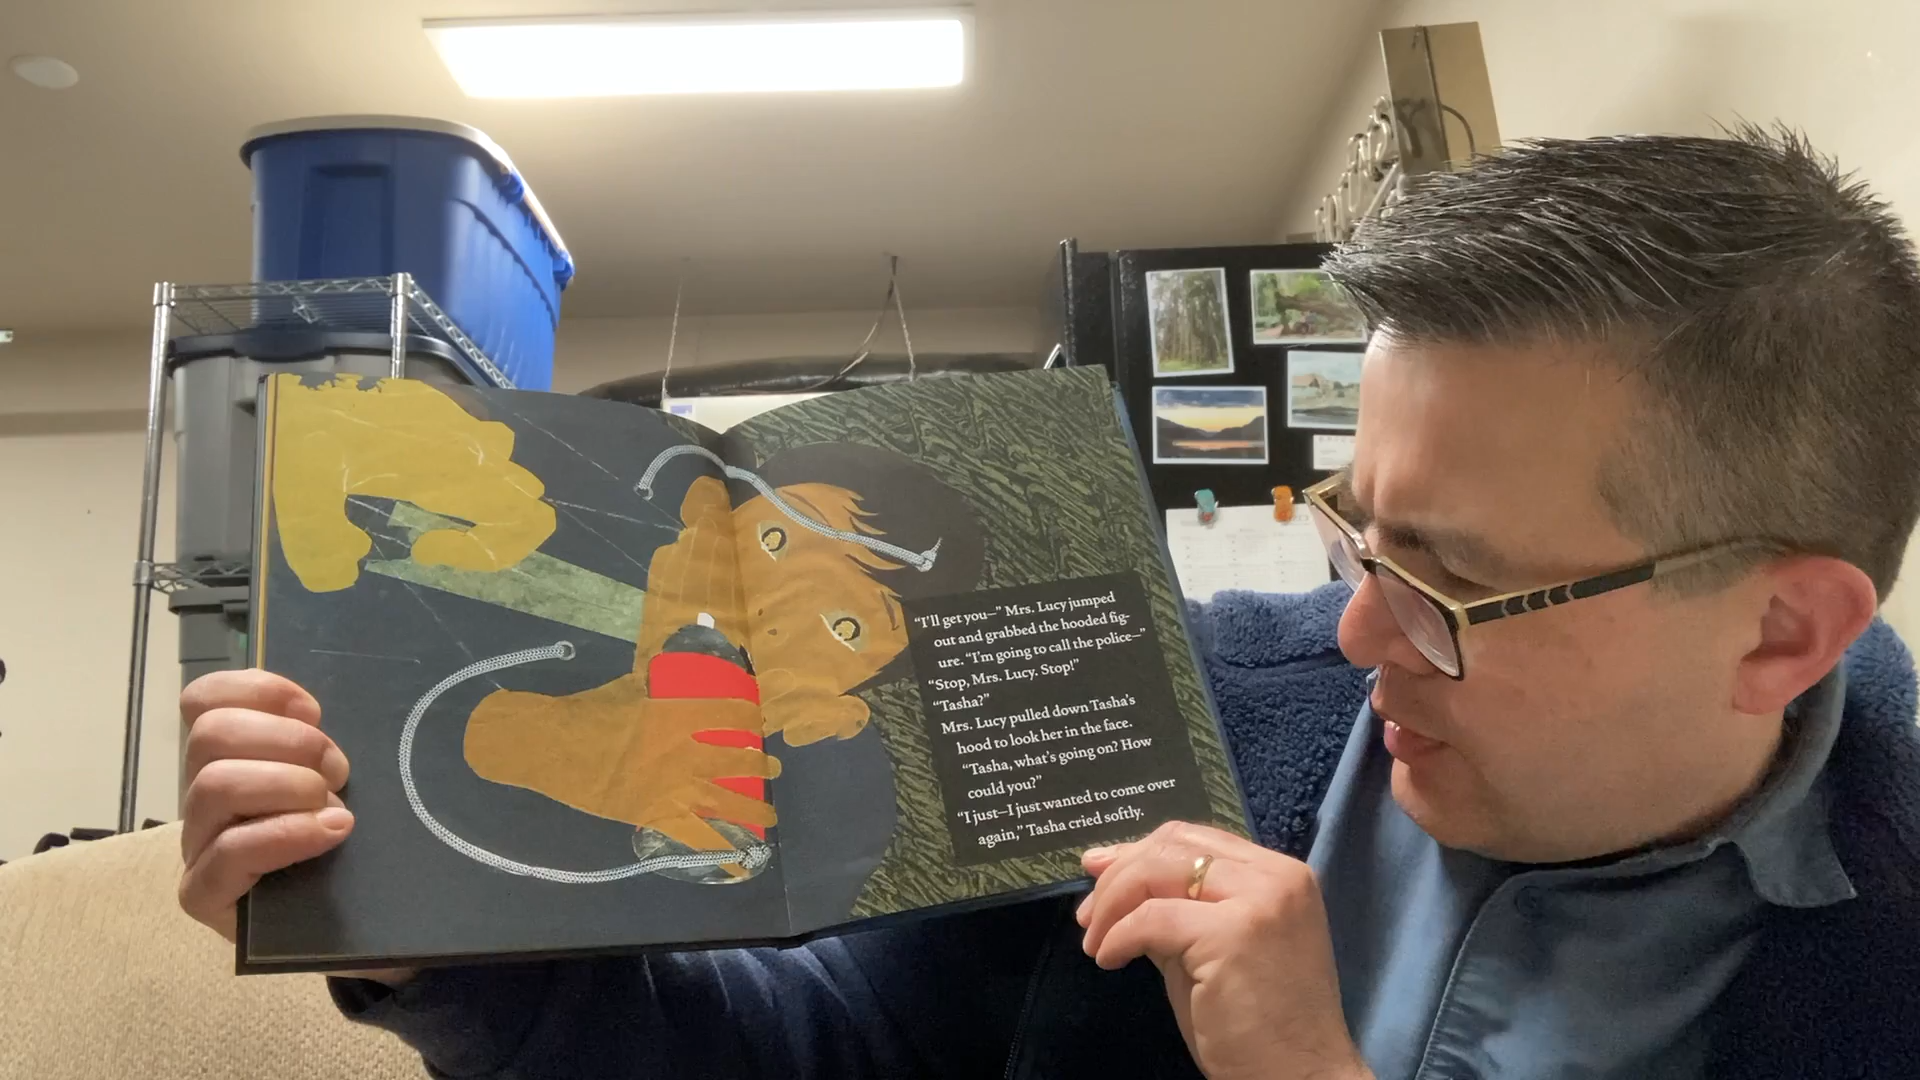 “I’ll get you—” Mrs. Lucy jumped
out and grabbed the hooded fig-
ure. “I’m going to call the police—”
“Stop, Mrs. Lucy. Stop!”
“Tasha?”
Mrs. Lucy pulled down Tasha’s
hood to look her in the face.
“Tasha, what’s going on? How
could you?”
“I just—I just wanted to come over
again,” Tasha cried softly.